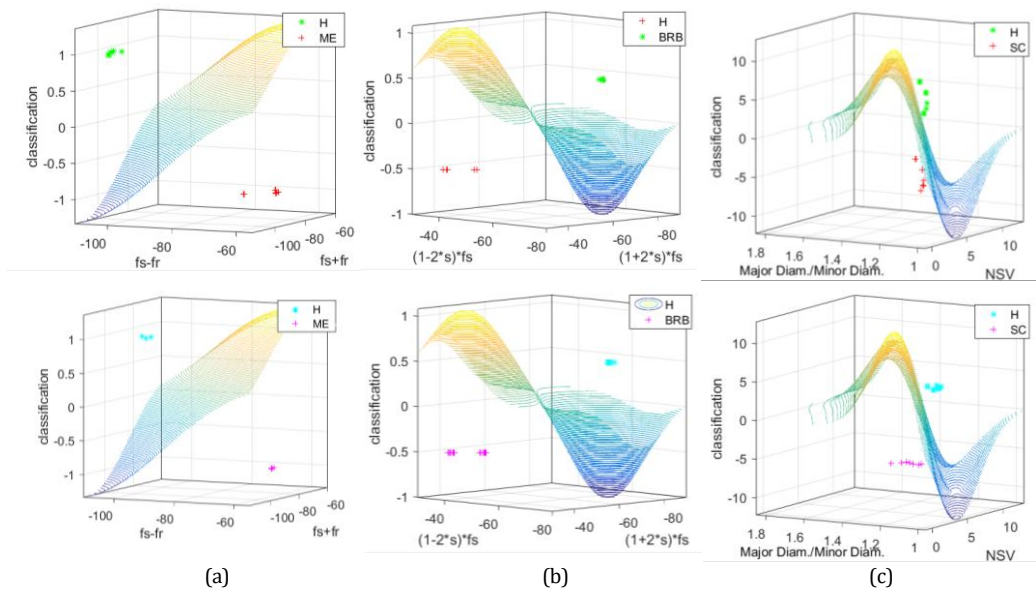 H
ME
classification
1
0.5
0
-0.5
-1
-100
-80
-60
fs-fr
-100
-80
-60
fs+fr
H
BRB
classification
1
0.5
0
-0.5
-1
-40
-60
-80
(1-2*s)*fs
-40
-60
-80
(1+2*s)*fs
H
SC
classification
10
5
0
-5
-10
1.8
1.6
1.4
1.2
1
Major Diam./Minor Diam.
0
5
10
NSV
H
ME
classification
1
0.5
0
-0.5
-1
-100
-80
-60
fs-fr
-100
-80
-60
fs+fr
H
BRB
classification
1
0.5
0
-0.5
-1
-40
-60
-80
(1-2*s)*fs
-40
-60
-80
(1+2*s)*fs
H
SC
classification
10
5
0
-5
-10
1.8
1.6
1.4
1.2
1
Major Diam./Minor Diam.
0
5
10
NSV
(a)
(b)
(c)